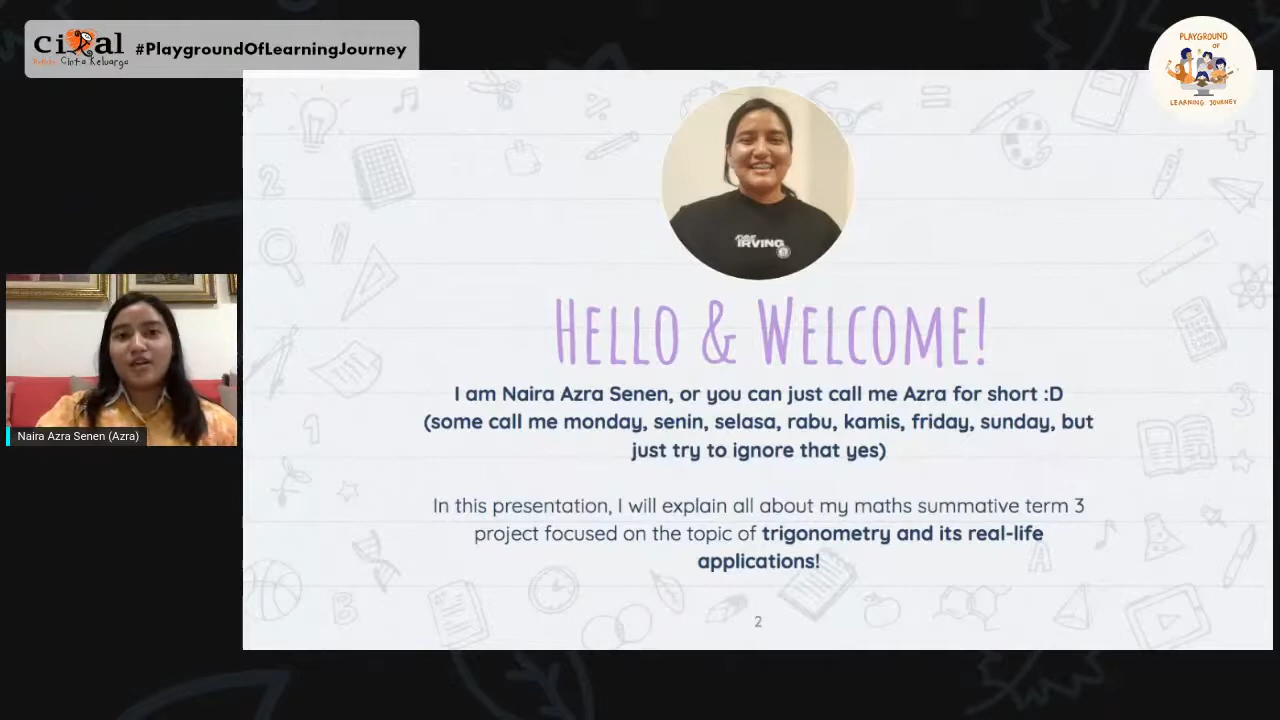 cikal
Rumah Cinta Keluarga
#PlaygroundOfLearningJourney
PLAYGROUND
OF
LEARNING JOURNEY
IRVING
HELLO & WELCOME!
I am Naira Azra Senen, or you can just call me Azra for short :D
(some call me monday, senin, selasa, rabu, kamis, friday, sunday, but
just try to ignore that yes)
In this presentation, I will explain all about my maths summative term 3
project focused on the topic of trigonometry and its real-life
applications!
2
Naira Azra Senen (Azra)